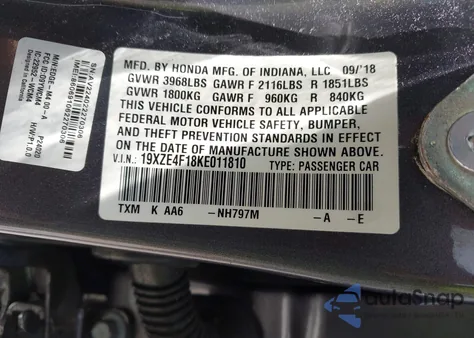 MFD. BY HONDA MFG. OF INDIANA, LLC 09/'18
GVWR 3968LBS GAWR F 2116LBS R 1851LBS
GVWR 1800KG GAWR F 960KG R 840KG
THIS VEHICLE CONFORMS TO ALL APPLICABLE
FEDERAL MOTOR VEHICLE SAFETY, BUMPER,
AND THEFT PREVENTION STANDARDS IN EFFECT
ON THE DATE OF MANUFACTURE SHOWN ABOVE.
V.I.N. 19XZE4F18KE011810 TYPE: PASSENGER CAR
TXM K AA6 -NH797M -A -E
AutoSnap